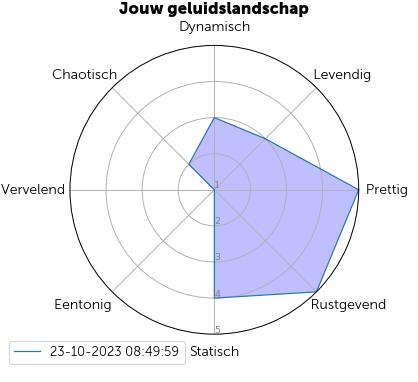 Jouw geluidslandschap
Dynamisch
Chaotisch
Levendig
Vervelend
1
Prettig
2
3
4
Eentonig
Rustgevend
5
23-10-2023 08:49:59
Statisch